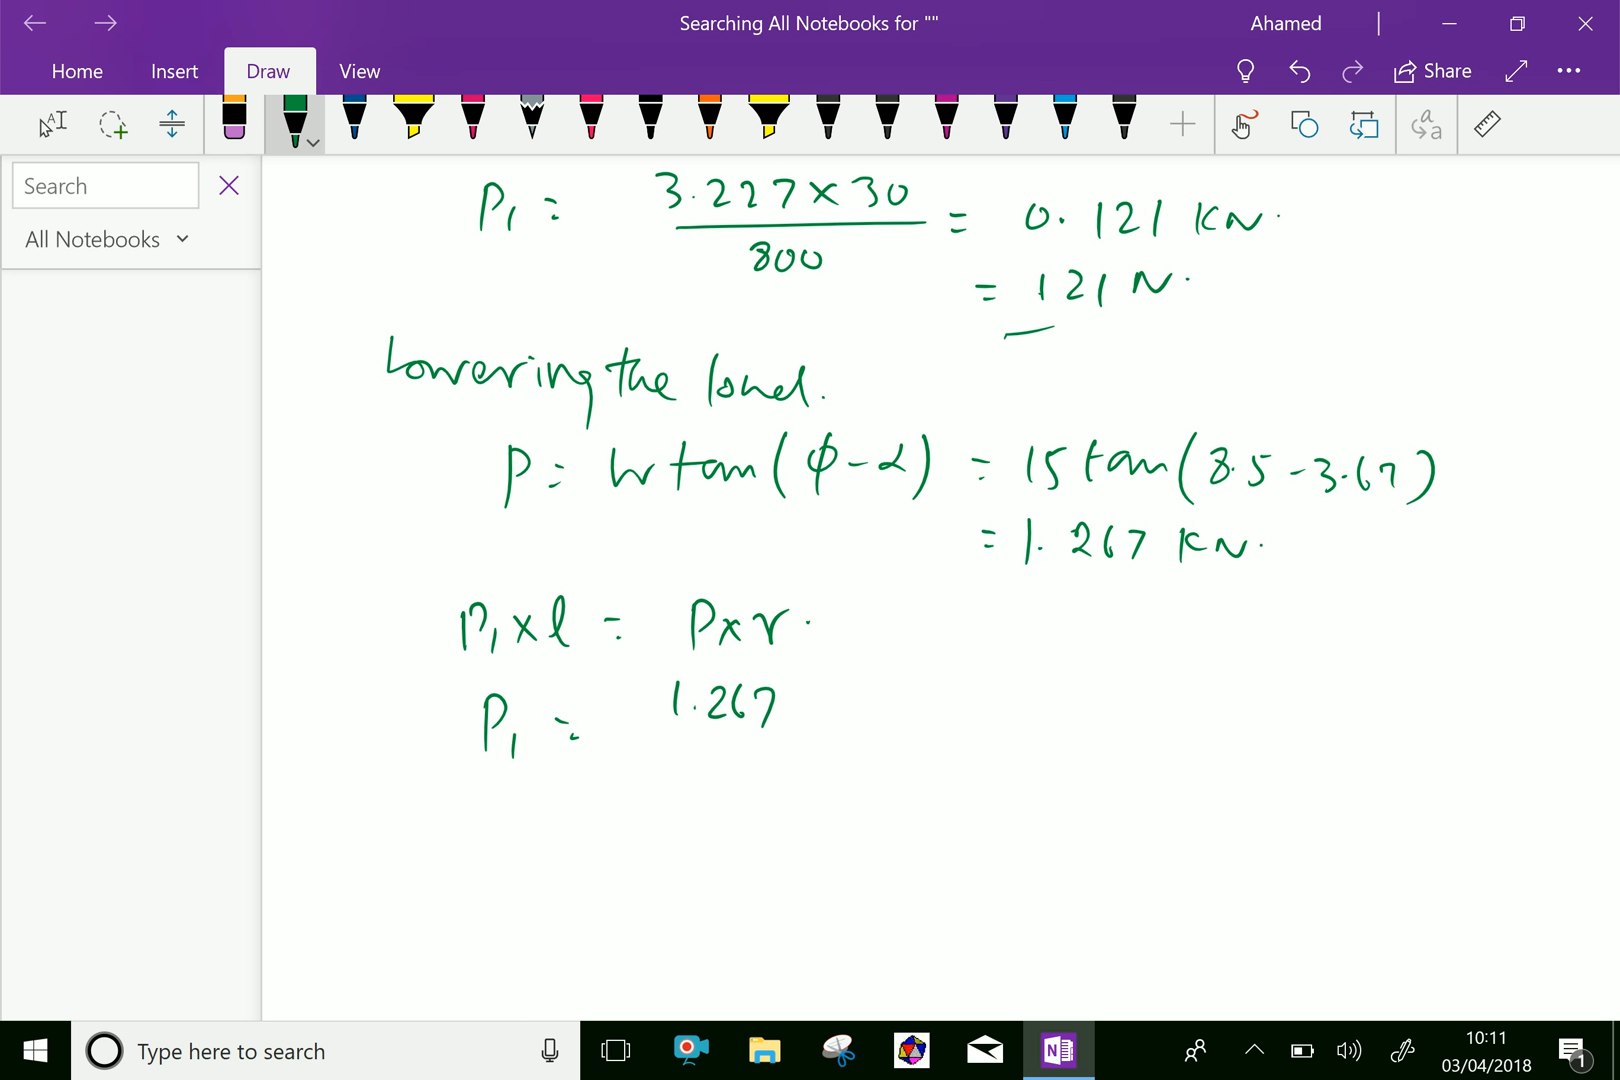 Searching All Notebooks for ""
Ahamed
Home Insert Draw View
Share
Search
All Notebooks
P₁ = 3.227 × 30 / 800 = 0.121 KN.
= 121 N.
Lowering the load.
P = W tan(φ-α) = 15 tan(8.5-3.67)
= 1.267 KN.
P₁ × l = P × r.
P₁ = 1.267
Type here to search
10:11
03/04/2018
1